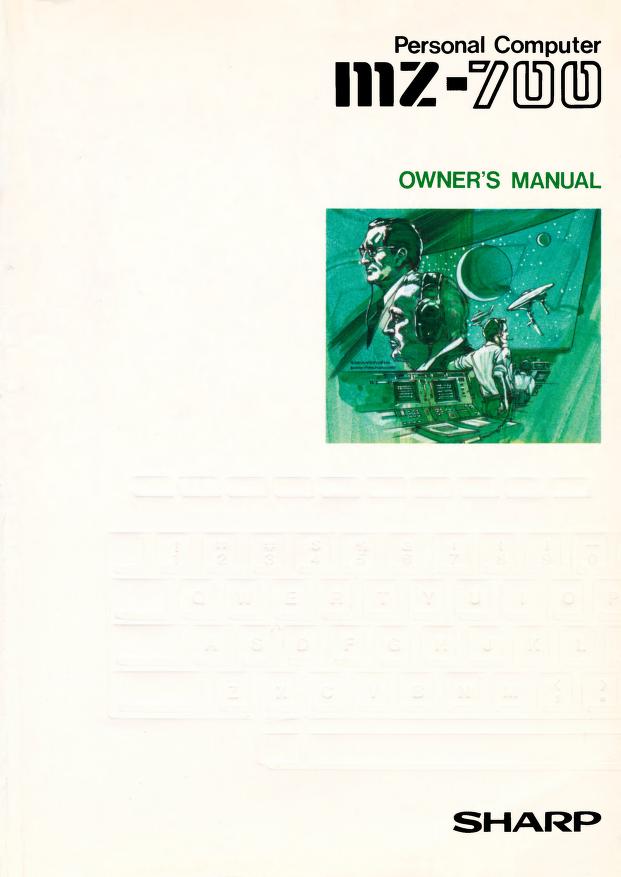 Personal Computer
MZ-700
OWNER'S MANUAL
Q W E R T Y U I O P
A S D F G H J K L
Z X C V B N M
SHARP